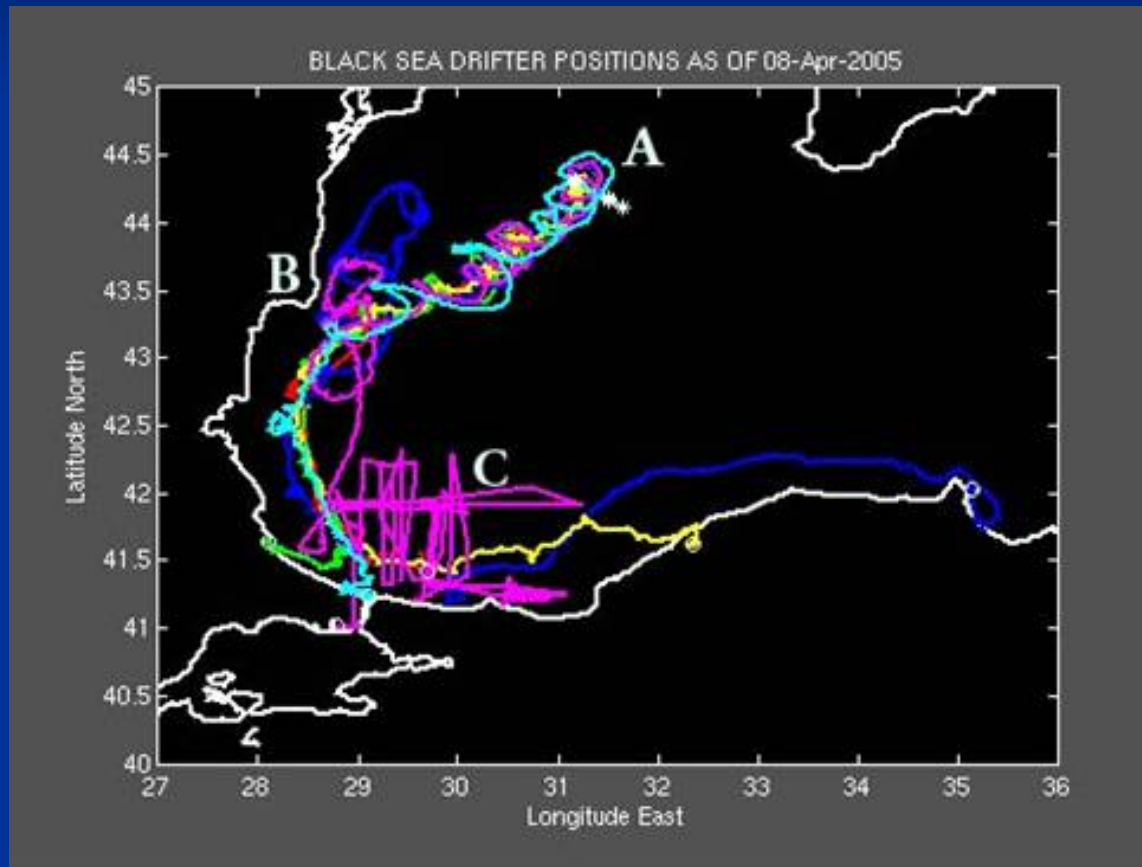 BLACK SEA DRIFTER POSITIONS AS OF 08-Apr-2005
45
44.5
44
43.5
43
42.5
42
41.5
41
40.5
40
Latitude North
A
B
C
27 28 29 30 31 32 33 34 35 36
Longitude East